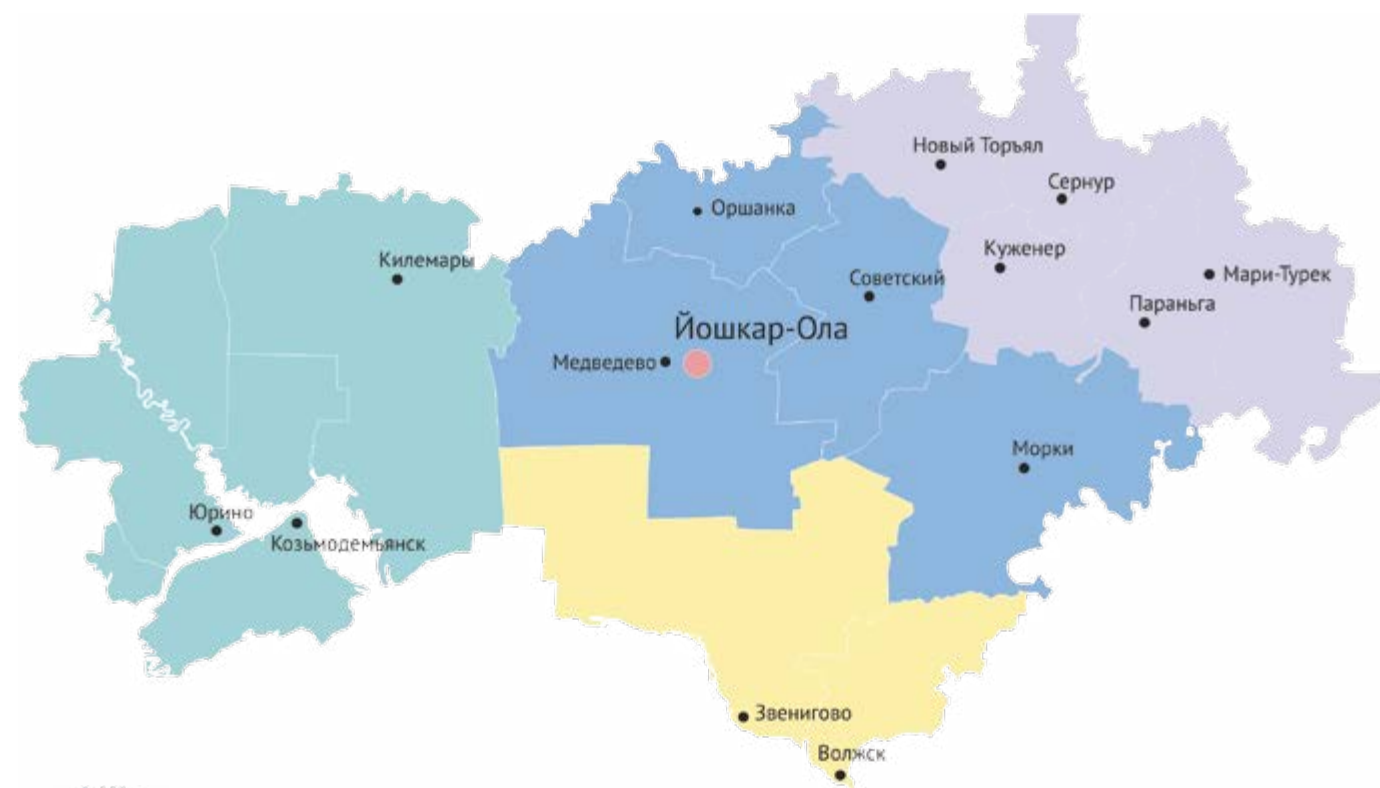 Новый Торъял
Сернур
Оршанка
Куженер
Килемары
Советский
Мари-Турек
Параньга
Йошкар-Ола
Медведево
Морки
Юрино
Козьмодемьянск
Звенигово
Волжск